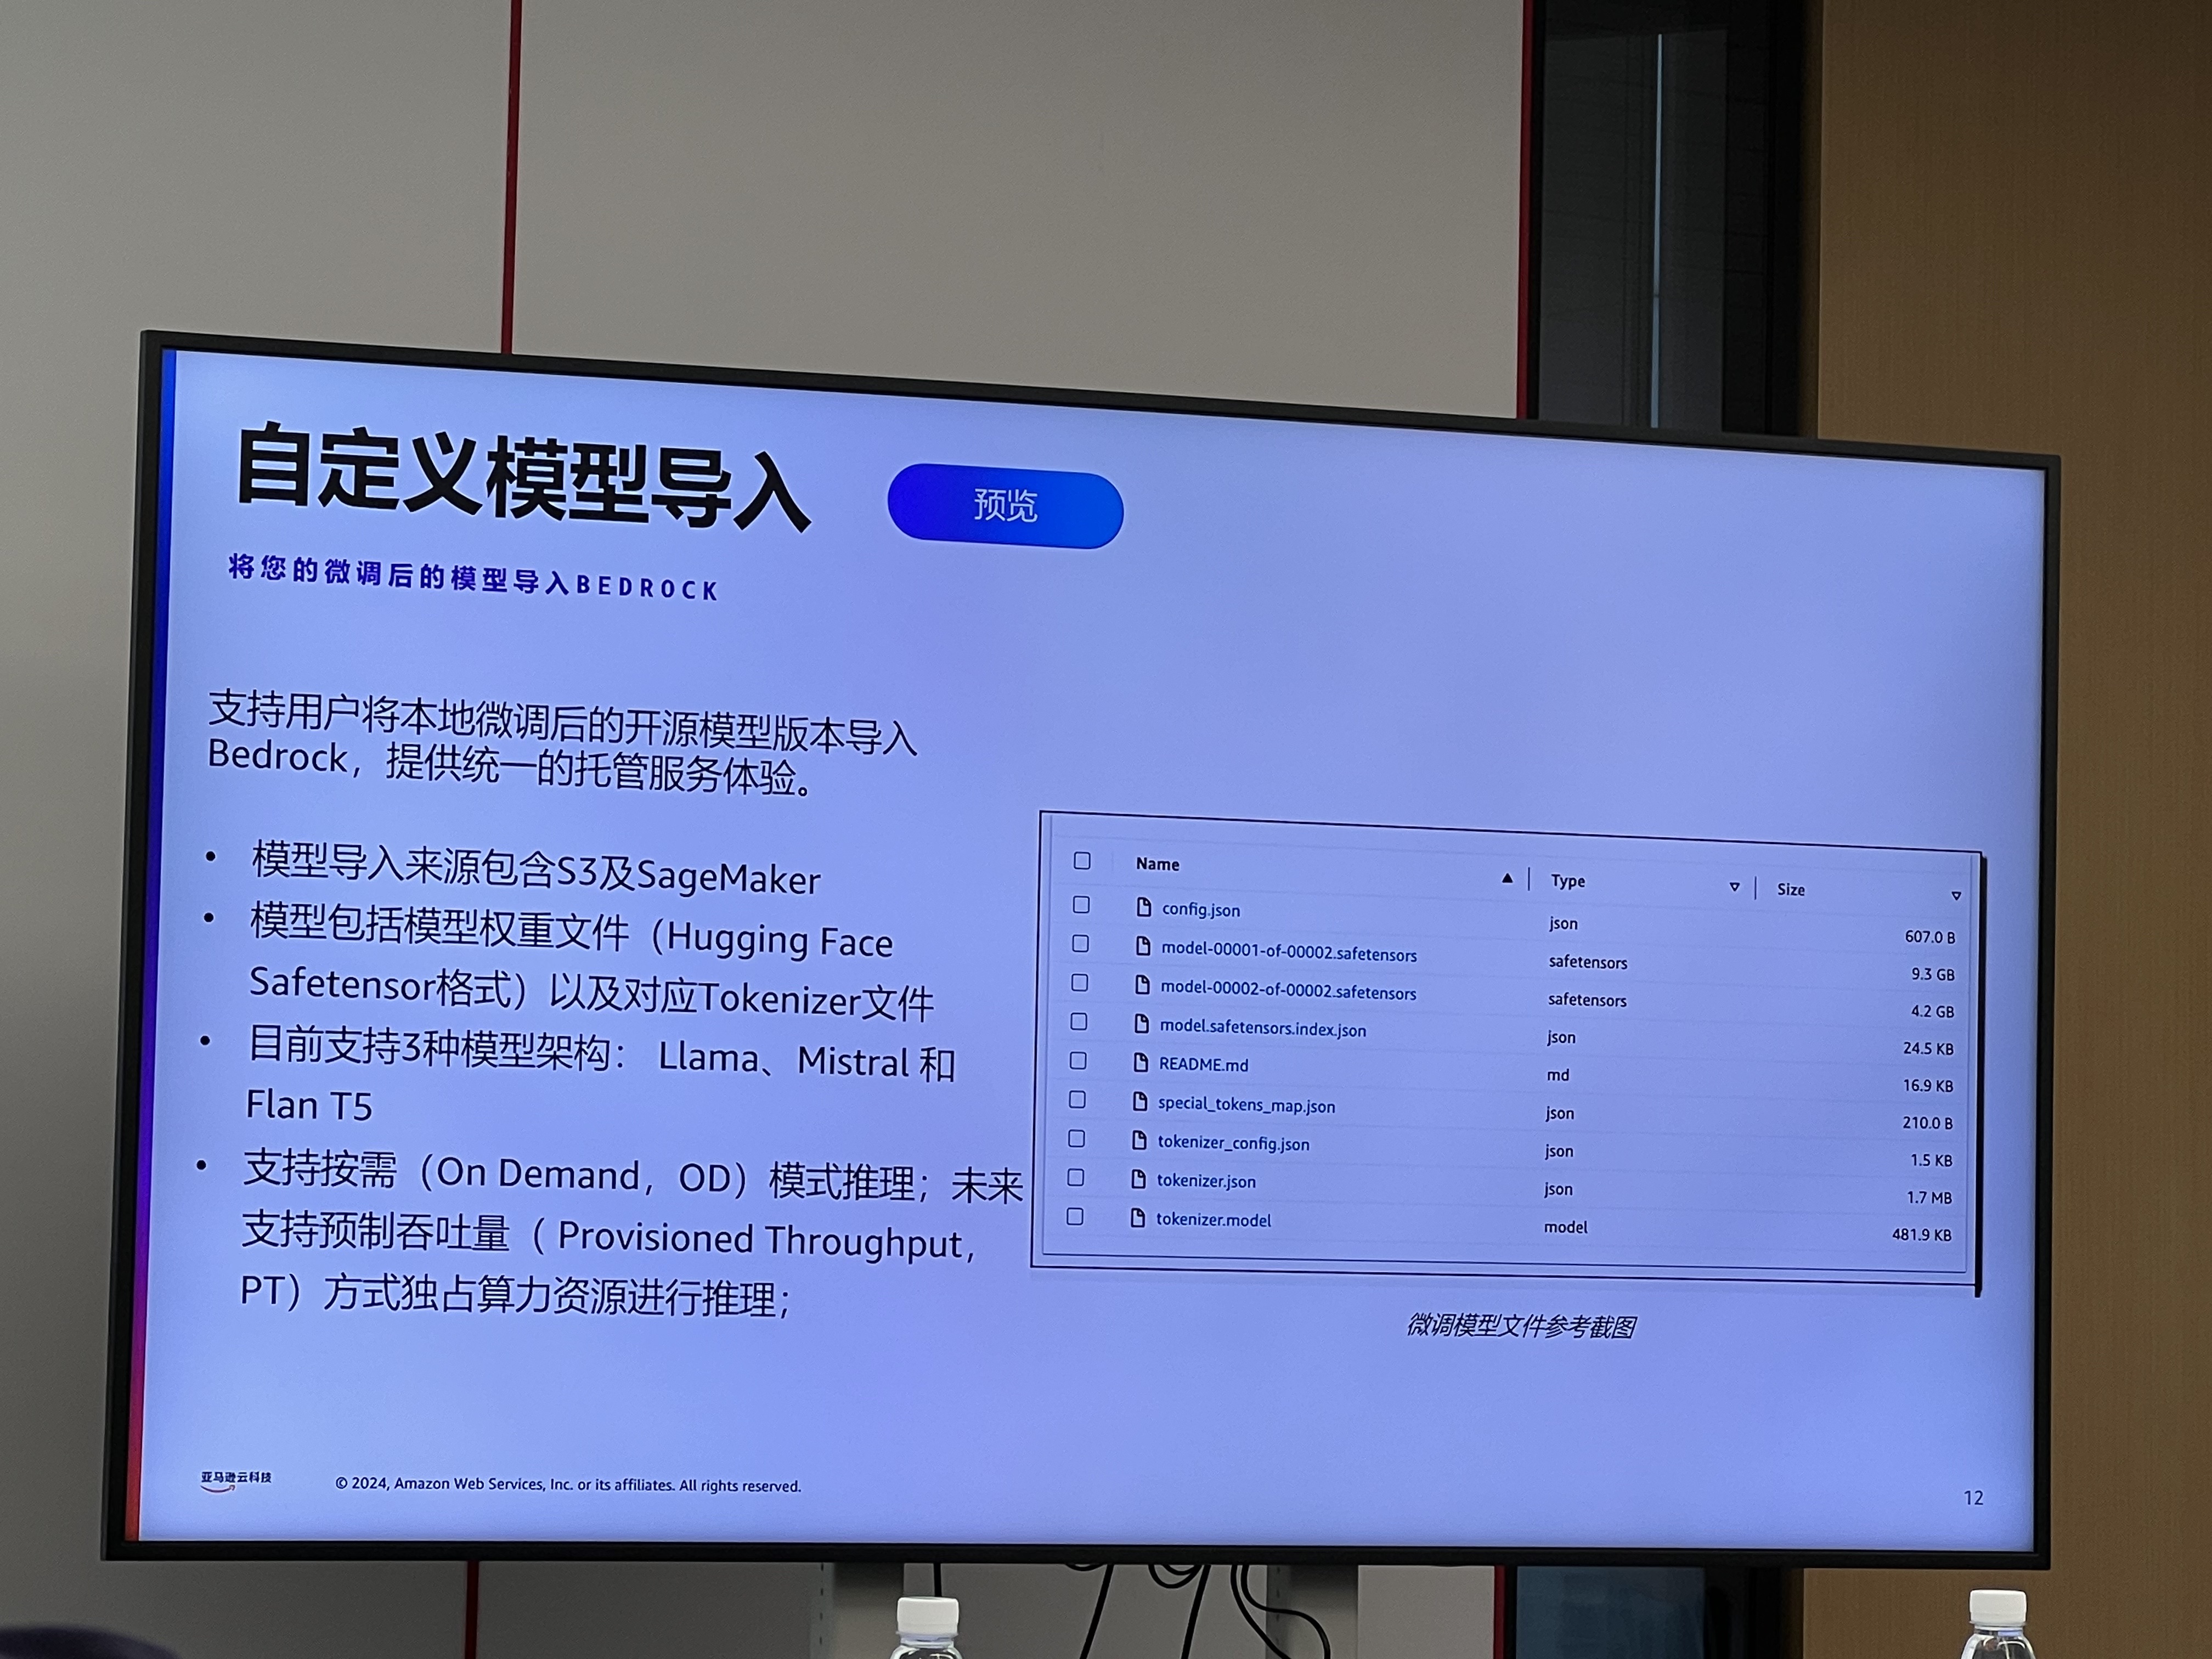 自定义模型导入
预览
将您的微调后的模型导入BEDROCK
支持用户将本地微调后的开源模型版本导入
Bedrock，提供统一的托管服务体验。
• 模型导入来源包含S3及SageMaker
• 模型包括模型权重文件（Hugging Face
Safetensor格式）以及对应Tokenizer文件
• 目前支持3种模型架构： Llama、Mistral 和
Flan T5
• 支持按需（On Demand，OD）模式推理；未来
支持预制吞吐量（ Provisioned Throughput，
PT）方式独占算力资源进行推理；
Name Type Size
config.json json 607.0 B
model-00001-of-00002.safetensors safetensors 9.3 GB
model-00002-of-00002.safetensors safetensors 4.2 GB
model.safetensors.index.json json 24.5 KB
README.md md 16.9 KB
special_tokens_map.json json 210.0 B
tokenizer_config.json json 1.5 KB
tokenizer.json json 1.7 MB
tokenizer.model model 481.9 KB
微调模型文件参考截图
亚马逊云科技
© 2024, Amazon Web Services, Inc. or its affiliates. All rights reserved.
12